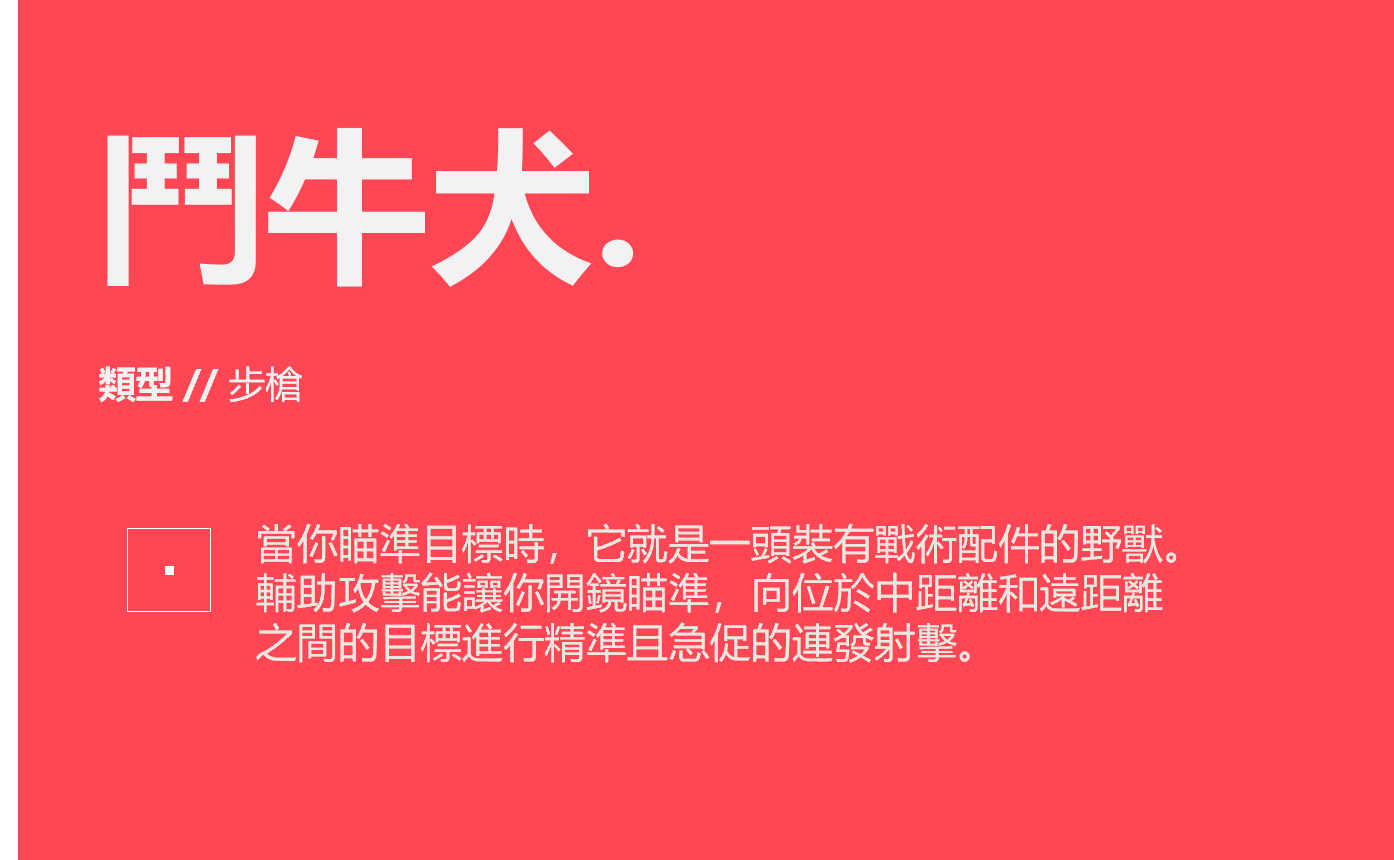 鬥牛犬.
類型 // 步槍
當你瞄準目標時，它就是一頭裝有戰術配件的野獸。
輔助攻擊能讓你開鏡瞄準，向位於中距離和遠距離
之間的目標進行精準且急促的連發射擊。